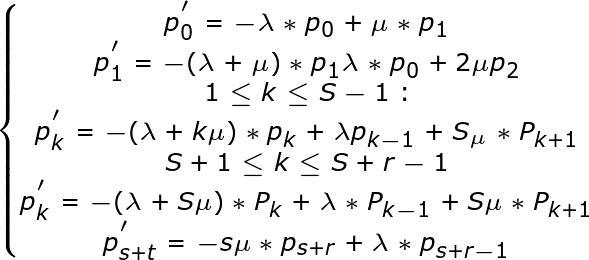 p'_0 = −λ ∗ p_0 + μ ∗ p_1
p'_1 = −(λ + μ) ∗ p_1λ ∗ p_0 + 2μp_2
1 ≤ k ≤ S − 1 :
p'_k = −(λ + kμ) ∗ p_k + λp_{k−1} + S_μ ∗ P_{k+1}
S + 1 ≤ k ≤ S + r − 1
p'_k = −(λ + Sμ) ∗ P_k + λ ∗ P_{k−1} + Sμ ∗ P_{k+1}
p'_{s+t} = −sμ ∗ p_{s+r} + λ ∗ p_{s+r−1}